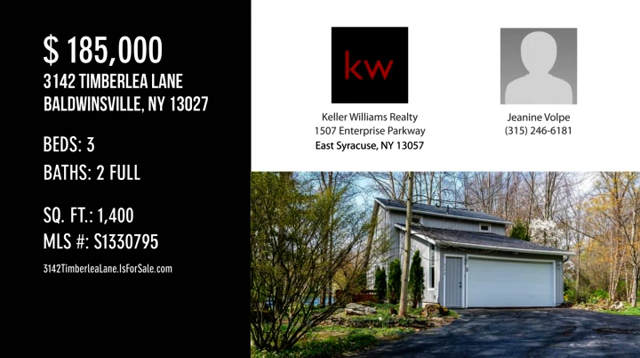 $ 185,000
3142 TIMBERLEA LANE
BALDWINSVILLE, NY 13027
BEDS: 3
BATHS: 2 FULL
SQ. FT.: 1,400
MLS #: S1330795
3142TimberleaLane.IsForSale.com
kw
Keller Williams Realty
1507 Enterprise Parkway
East Syracuse, NY 13057
Jeanine Volpe
(315) 246-6181